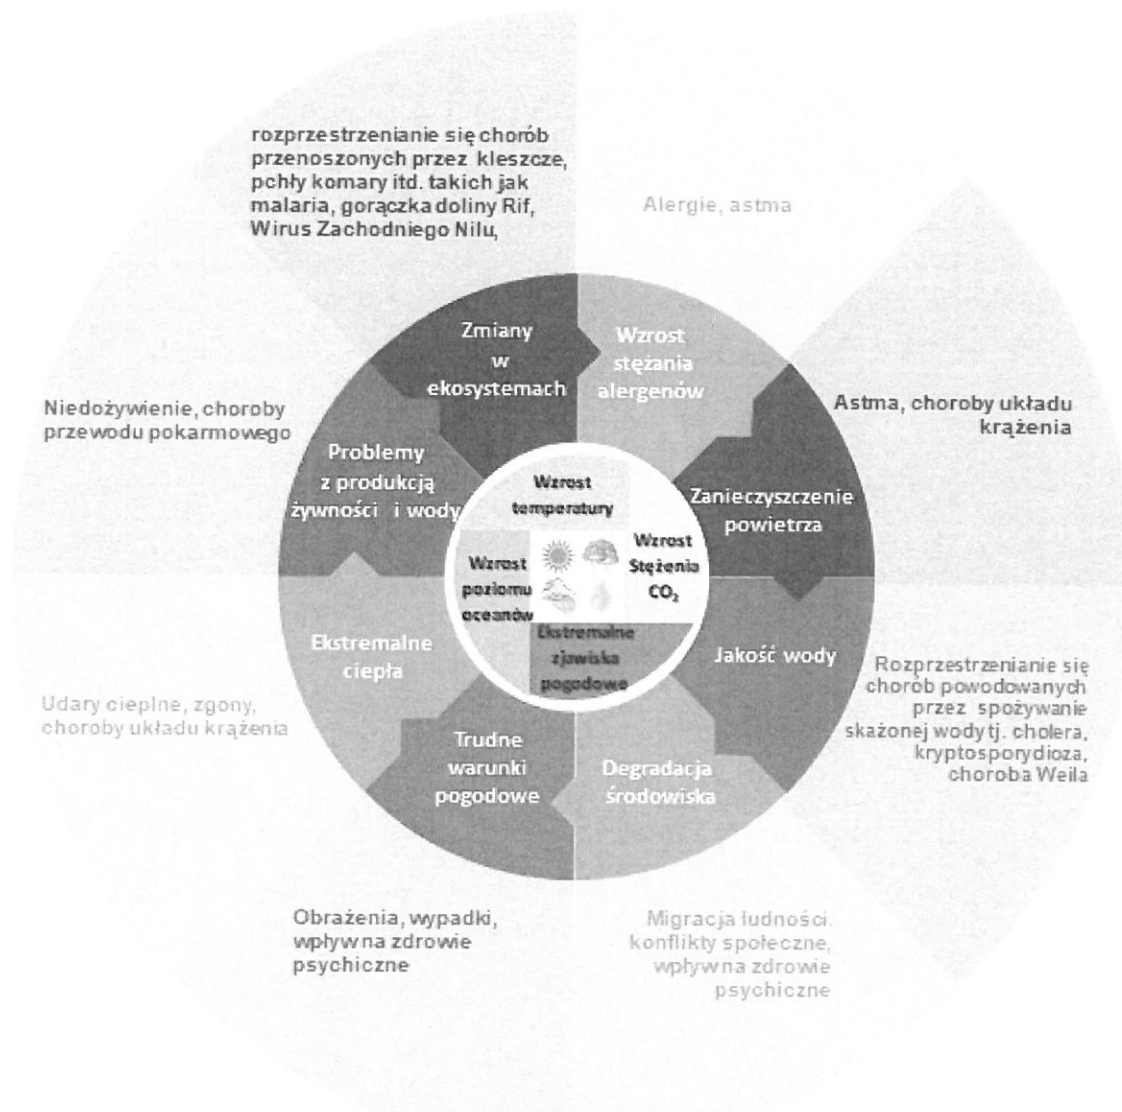 rozprzestrzenianie się chorób
przenoszonych przez kleszcze,
pchły komary itd. takich jak
malaria, gorączka doliny Rif,
Wirus Zachodniego Nilu,
Alergie, astma
Zmiany
w
ekosystemach
Wzrost
stężania
alergenów
Niedożywienie, choroby
przewodu pokarmowego
Astma, choroby układu
krążenia
Problemy
z produkcją
żywności i wody
Zanieczyszczenie
powietrza
Wzrost
temperatury
Wzrost
Stężenia
CO₂
Wzrost
poziomu
oceanów
Ekstremalne
zjawiska
pogodowe
Ekstremalne
ciepła
Jakość wody
Udary cieplne, zgony,
choroby układu krążenia
Rozprzestrzenianie się
chorób powodowanych
przez spożywanie
skażonej wody tj. cholera,
kryptosporydioza,
choroba Weila
Trudne
warunki
pogodowe
Degradacja
środowiska
Obrażenia, wypadki,
wpływ na zdrowie
psychiczne
Migracja ludności.
konflikty społeczne,
wpływ na zdrowie
psychiczne